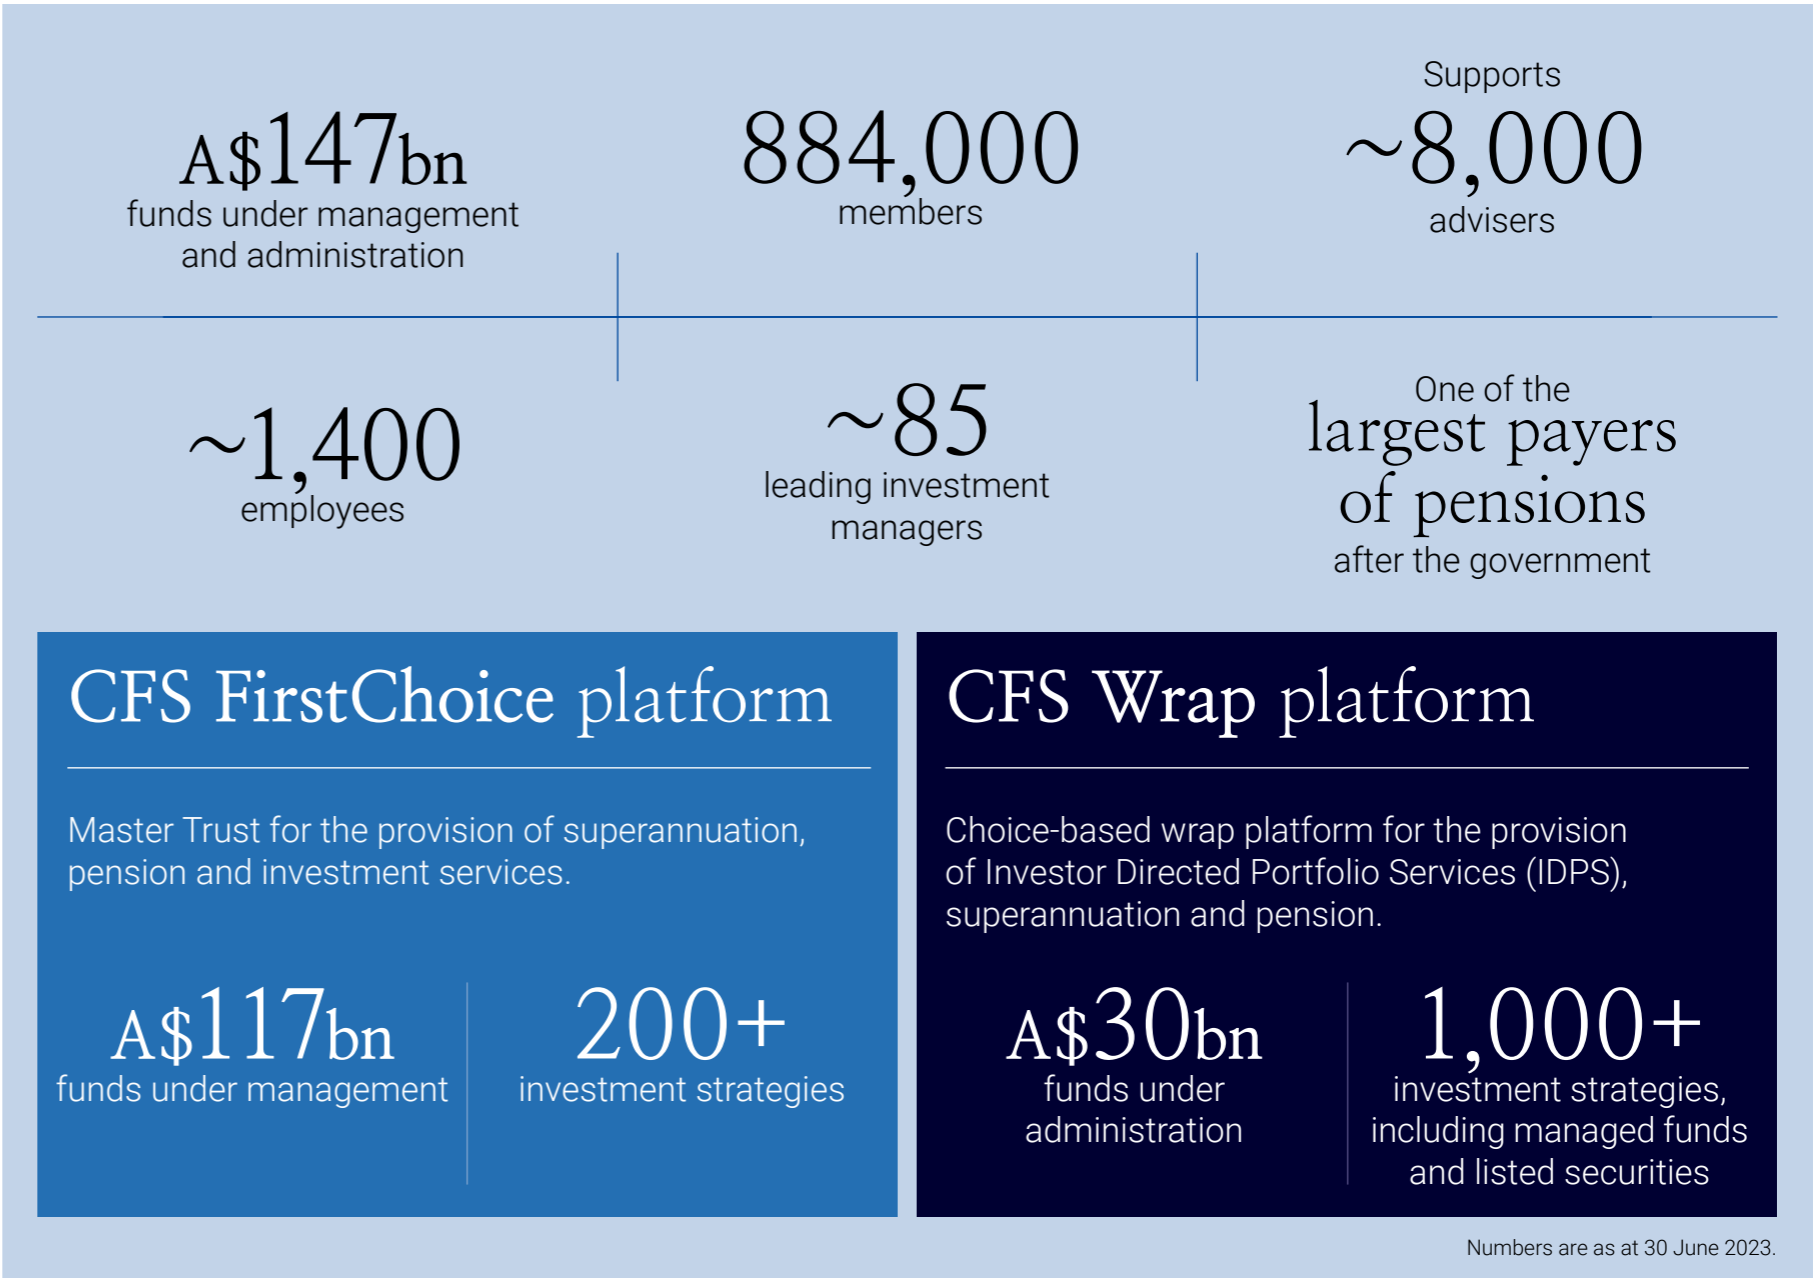 A$147bn
funds under management
and administration
884,000
members
Supports
~8,000
advisers
~1,400
employees
~85
leading investment
managers
One of the
largest payers
of pensions
after the government
CFS FirstChoice platform
Master Trust for the provision of superannuation,
pension and investment services.
A$117bn
funds under management
200+
investment strategies
CFS Wrap platform
Choice-based wrap platform for the provision
of Investor Directed Portfolio Services (IDPS),
superannuation and pension.
A$30bn
funds under
administration
1,000+
investment strategies,
including managed funds
and listed securities
Numbers are as at 30 June 2023.